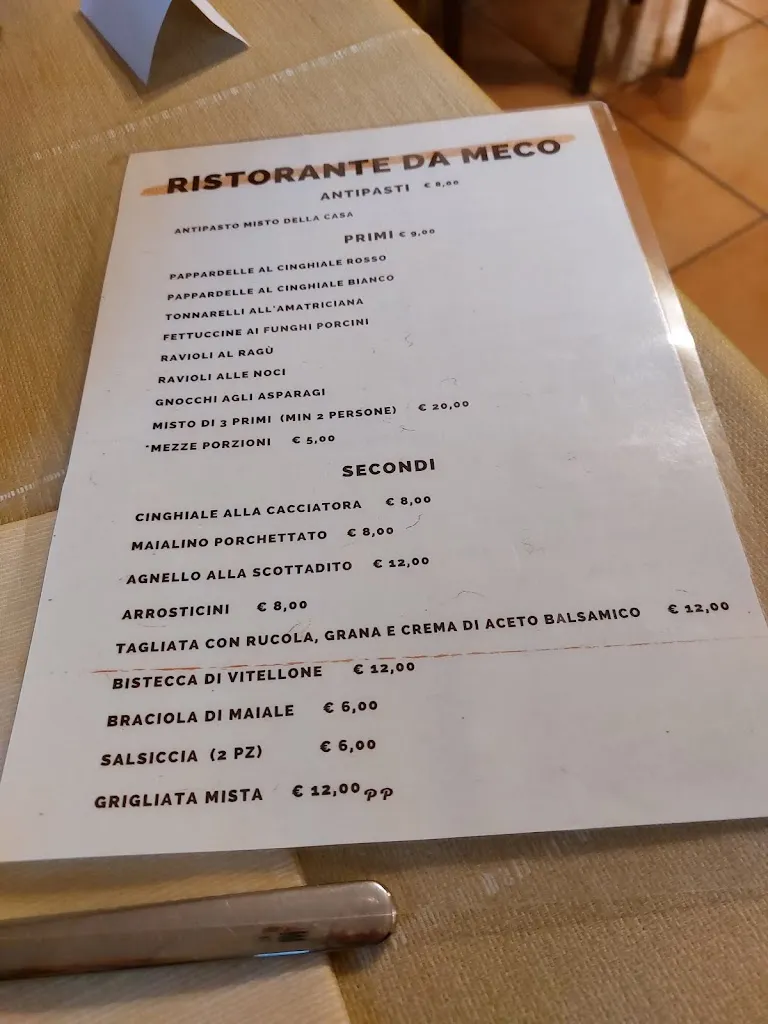 RISTORANTE DA MECO
ANTIPASTI € 8,00
ANTIPASTO MISTO DELLA CASA
PRIMI € 9,00
PAPPARDELLE AL CINGHIALE ROSSO
PAPPARDELLE AL CINGHIALE BIANCO
TONNARELLI ALL'AMATRICIANA
FETTUCCINE AI FUNGHI PORCINI
RAVIOLI AL RAGÙ
RAVIOLI ALLE NOCI
GNOCCHI AGLI ASPARAGI
MISTO DI 3 PRIMI (MIN 2 PERSONE) € 20,00
*MEZZE PORZIONI € 5,00
SECONDI
CINGHIALE ALLA CACCIATORA € 8,00
MAIALINO PORCHETTATO € 8,00
AGNELLO ALLA SCOTTADITO € 12,00
ARROSTICINI € 8,00
TAGLIATA CON RUCOLA, GRANA E CREMA DI ACETO BALSAMICO € 12,00
BISTECCA DI VITELLONE € 12,00
BRACIOLA DI MAIALE € 6,00
SALSICCIA (2 PZ) € 6,00
GRIGLIATA MISTA € 12,00 PP